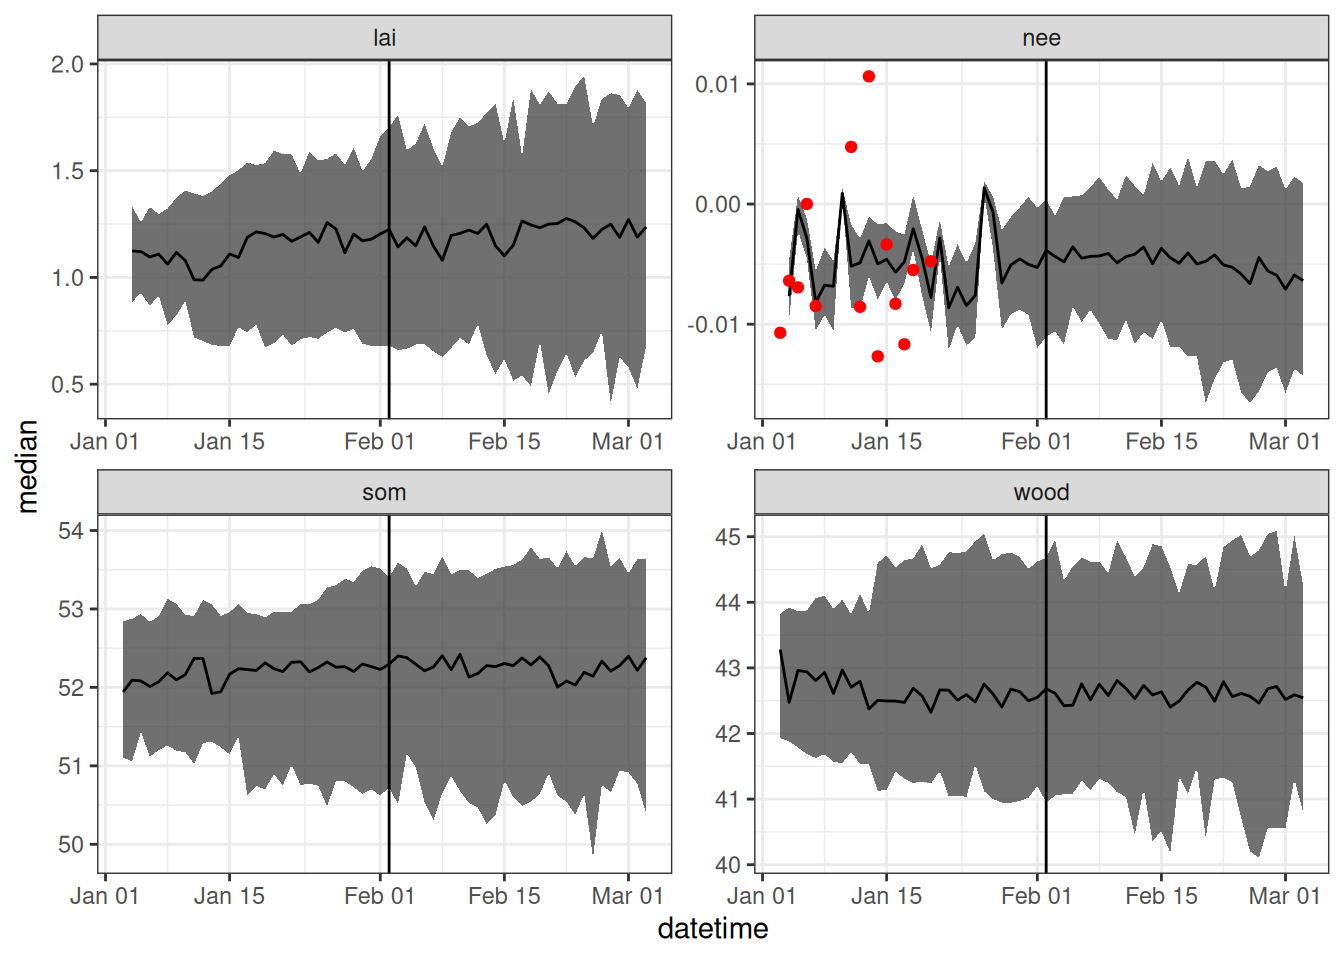 lai
nee
2.0
1.5
1.0
0.5
0.01
0.00
-0.01
Jan 01 Jan 15 Feb 01 Feb 15 Mar 01
Jan 01 Jan 15 Feb 01 Feb 15 Mar 01
median
som
wood
54
53
52
51
50
45
44
43
42
41
40
Jan 01 Jan 15 Feb 01 Feb 15 Mar 01
Jan 01 Jan 15 Feb 01 Feb 15 Mar 01
datetime